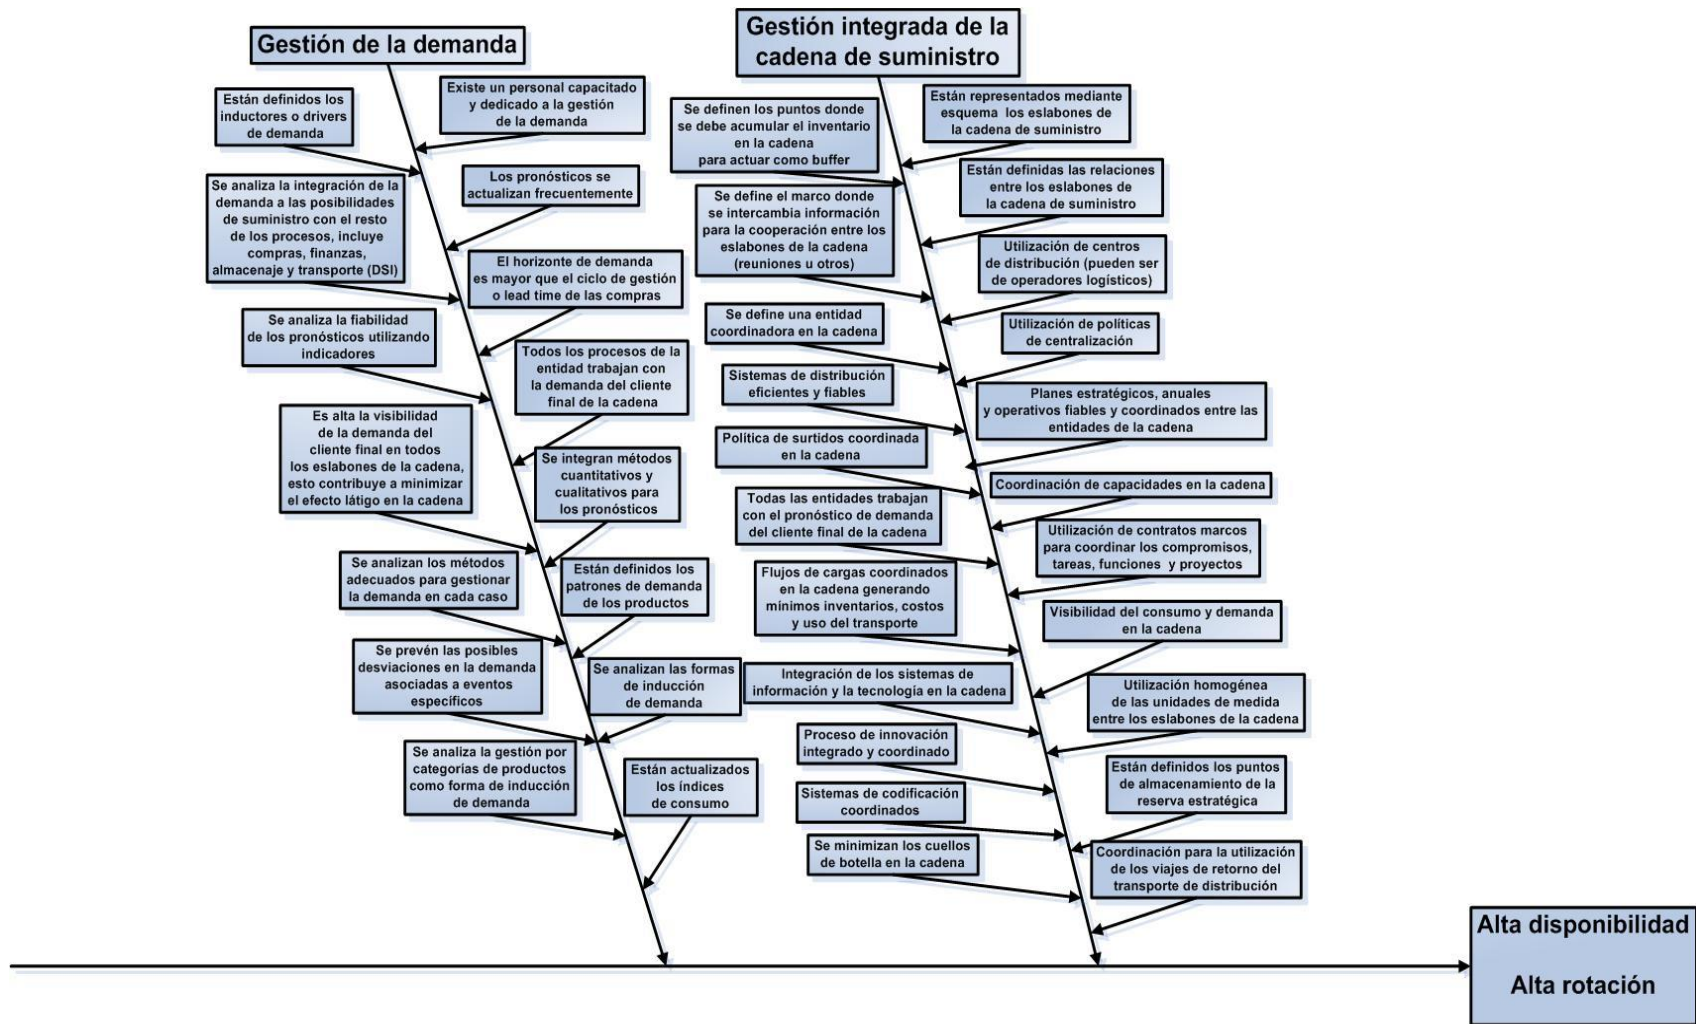 Gestión de la demanda
Existe un personal capacitado
y dedicado a la gestión
de la demanda
Están definidos los
inductores o drivers
de demanda
Los pronósticos se
actualizan frecuentemente
Se analiza la integración de la
demanda a las posibilidades
de suministro con el resto
de los procesos, incluye
compras, finanzas,
almacenaje y transporte (DSI)
El horizonte de demanda
es mayor que el ciclo de gestión
o lead time de las compras
Se analiza la fiabilidad
de los pronósticos utilizando
indicadores
Todos los procesos de la
entidad trabajan con
la demanda del cliente
final de la cadena
Es alta la visibilidad
de la demanda del
cliente final en todos
los eslabones de la cadena,
esto contribuye a minimizar
el efecto látigo en la cadena
Se integran métodos
cuantitativos y
cualitativos para
los pronósticos
Se analizan los métodos
adecuados para gestionar
la demanda en cada caso
Están definidos los
patrones de demanda
de los productos
Se prevén las posibles
desviaciones en la demanda
asociadas a eventos
específicos
Se analizan las formas
de inducción
de demanda
Se analiza la gestión por
categorías de productos
como forma de inducción
de demanda
Están actualizados
los índices
de consumo
Gestión integrada de la
cadena de suministro
Están representados mediante
esquema los eslabones de
la cadena de suministro
Se definen los puntos donde
se debe acumular el inventario
en la cadena
para actuar como buffer
Están definidas las relaciones
entre los eslabones de
la cadena de suministro
Se define el marco donde
se intercambia información
para la cooperación entre los
eslabones de la cadena
(reuniones u otros)
Utilización de centros
de distribución (pueden ser
de operadores logísticos)
Se define una entidad
coordinadora en la cadena
Utilización de políticas
de centralización
Sistemas de distribución
eficientes y fiables
Planes estratégicos, anuales
y operativos fiables y coordinados entre las
entidades de la cadena
Política de surtidos coordinada
en la cadena
Coordinación de capacidades en la cadena
Todas las entidades trabajan
con el pronóstico de demanda
del cliente final de la cadena
Utilización de contratos marcos
para coordinar los compromisos,
tareas, funciones y proyectos
Flujos de cargas coordinados
en la cadena generando
mínimos inventarios, costos
y uso del transporte
Visibilidad del consumo y demanda
en la cadena
Integración de los sistemas de
información y la tecnología en la cadena
Utilización homogénea
de las unidades de medida
entre los eslabones de la cadena
Proceso de innovación
integrado y coordinado
Están definidos los puntos
de almacenamiento de la
reserva estratégica
Sistemas de codificación
coordinados
Se minimizan los cuellos
de botella en la cadena
Coordinación para la utilización
de los viajes de retorno del
transporte de distribución
Alta disponibilidad
Alta rotación